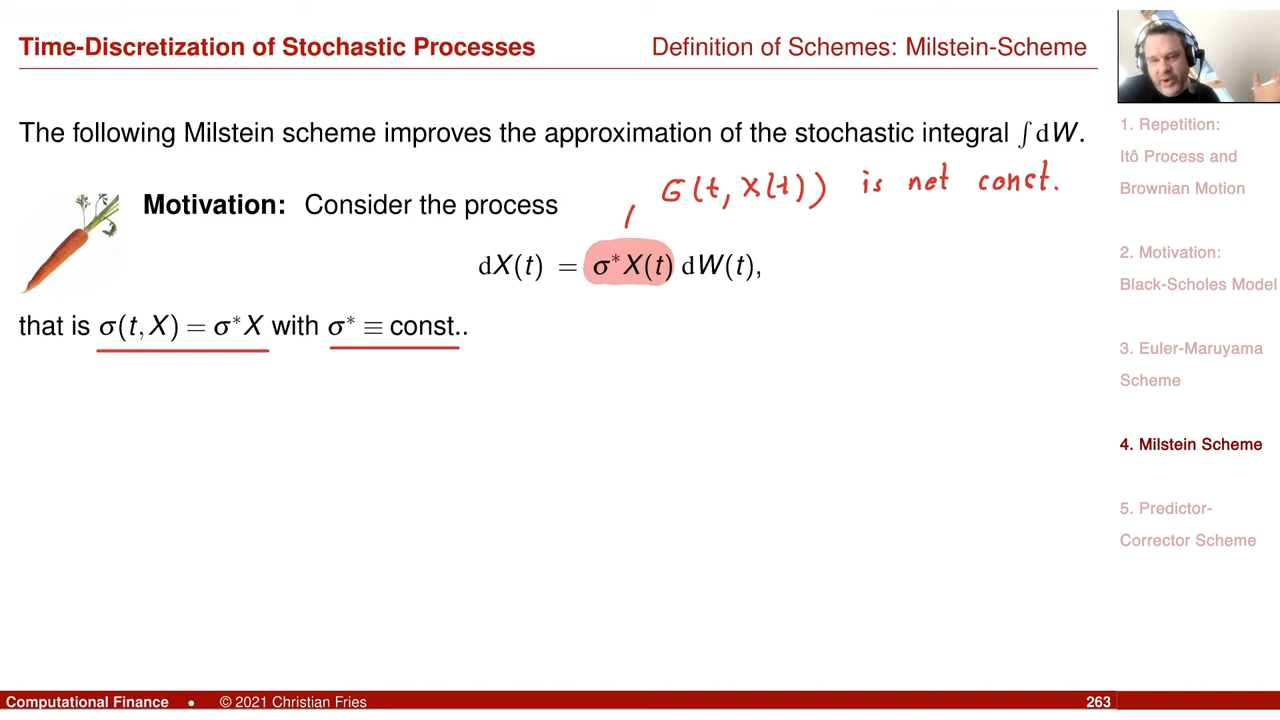 Time-Discretization of Stochastic Processes
Definition of Schemes: Milstein-Scheme
The following Milstein scheme improves the approximation of the stochastic integral ∫ dW.
σ(t, X(t)) is not const.
Motivation: Consider the process
dX(t) = σ*X(t) dW(t),
that is σ(t, X) = σ*X with σ* ≡ const..
1. Repetition:
Itô Process and
Brownian Motion
2. Motivation:
Black-Scholes Model
3. Euler-Maruyama
Scheme
4. Milstein Scheme
5. Predictor-
Corrector Scheme
Computational Finance • © 2021 Christian Fries 263